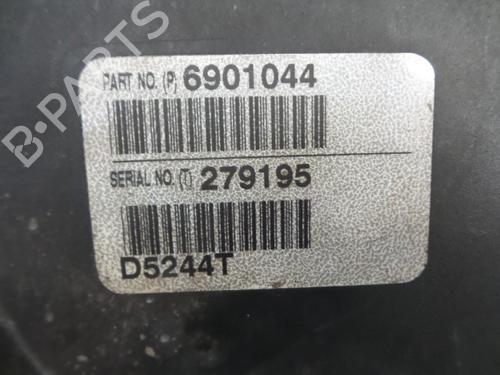 B-PARTS
PART NO. (P) 6901044
SERIAL NO. (T) 279195
D5244T